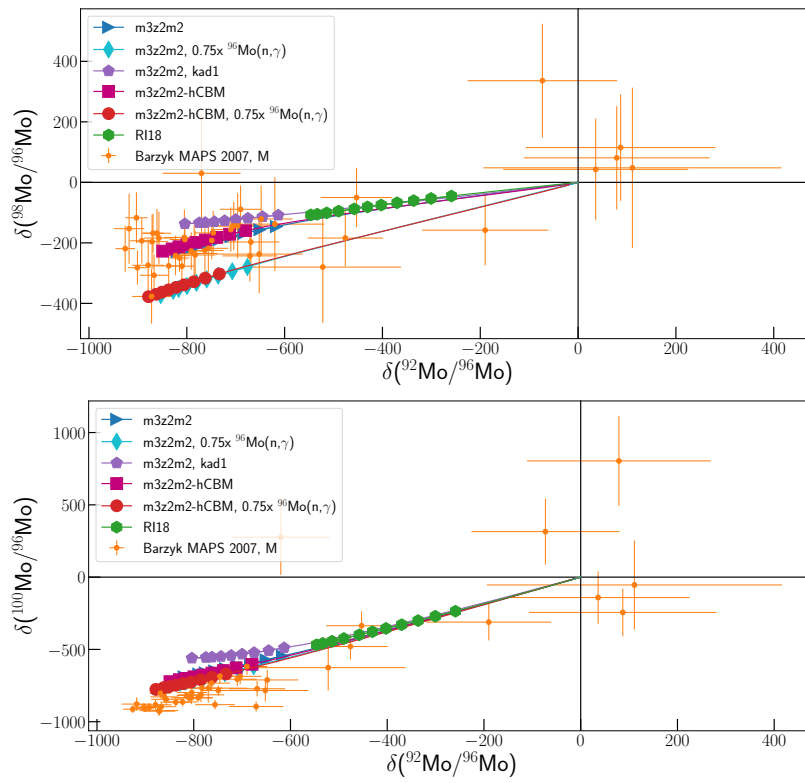 m3z2m2
m3z2m2, 0.75x ⁹⁶Mo(n,γ)
m3z2m2, kad1
m3z2m2-hCBM
m3z2m2-hCBM, 0.75x ⁹⁶Mo(n,γ)
RI18
Barzyk MAPS 2007, M
δ(⁹⁸Mo/⁹⁶Mo)
400
200
0
−200
−400
−1000 −800 −600 −400 −200 0 200 400
δ(⁹²Mo/⁹⁶Mo)
m3z2m2
m3z2m2, 0.75x ⁹⁶Mo(n,γ)
m3z2m2, kad1
m3z2m2-hCBM
m3z2m2-hCBM, 0.75x ⁹⁶Mo(n,γ)
RI18
Barzyk MAPS 2007, M
δ(¹⁰⁰Mo/⁹⁶Mo)
1000
500
0
−500
−1000
−1000 −800 −600 −400 −200 0 200 400
δ(⁹²Mo/⁹⁶Mo)